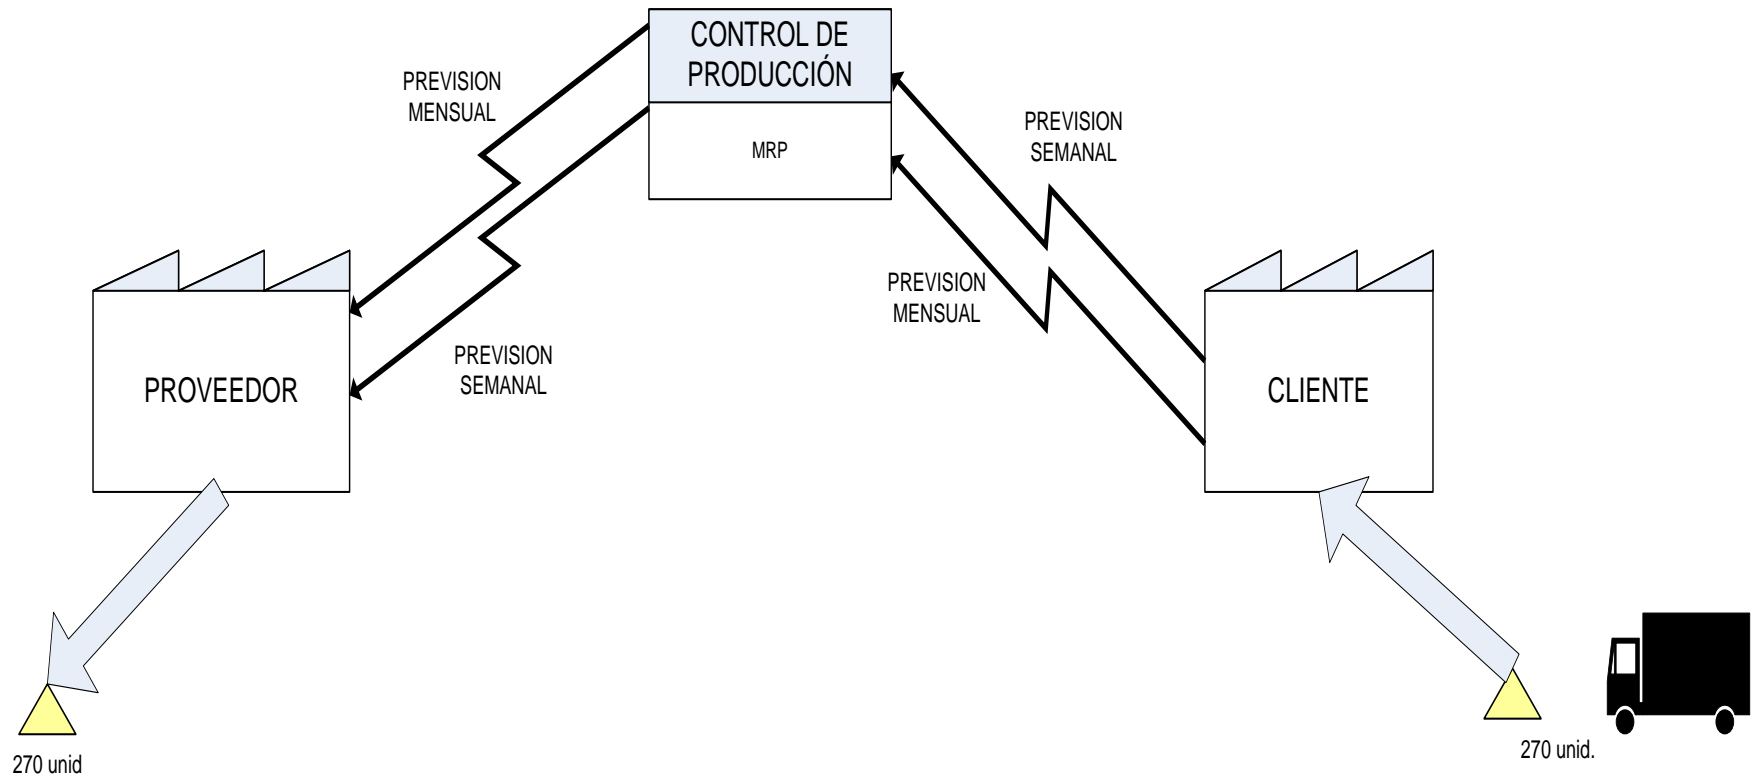 CONTROL DE
PRODUCCIÓN
MRP
PREVISION
MENSUAL
PREVISION
SEMANAL
PREVISION
SEMANAL
PREVISION
MENSUAL
PROVEEDOR
CLIENTE
270 unid
270 unid.